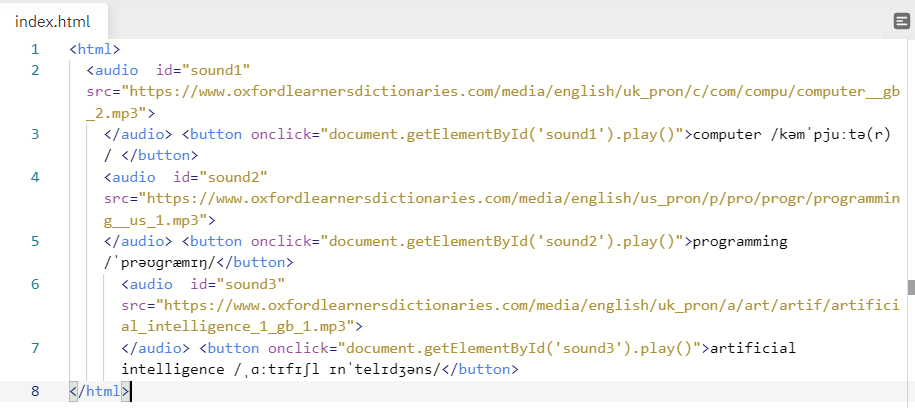 index.html
1 <html>
2 <audio  id="sound1"
src="https://www.oxfordlearnersdictionaries.com/media/english/uk_pron/c/com/compu/computer__gb
_2.mp3">
3 </audio> <button onclick="document.getElementById('sound1').play()">computer /kəmˈpjuːtə(r)
/ </button>
4 <audio  id="sound2"
src="https://www.oxfordlearnersdictionaries.com/media/english/us_pron/p/pro/progr/programmin
g__us_1.mp3">
5 </audio> <button onclick="document.getElementById('sound2').play()">programming
/ˈprəʊɡræmɪŋ/</button>
6 <audio  id="sound3"
src="https://www.oxfordlearnersdictionaries.com/media/english/uk_pron/a/art/artif/artifici
al_intelligence_1_gb_1.mp3">
7 </audio> <button onclick="document.getElementById('sound3').play()">artificial
intelligence /ˌɑːtɪfɪʃl ɪnˈtelɪdʒəns/</button>
8 </html>